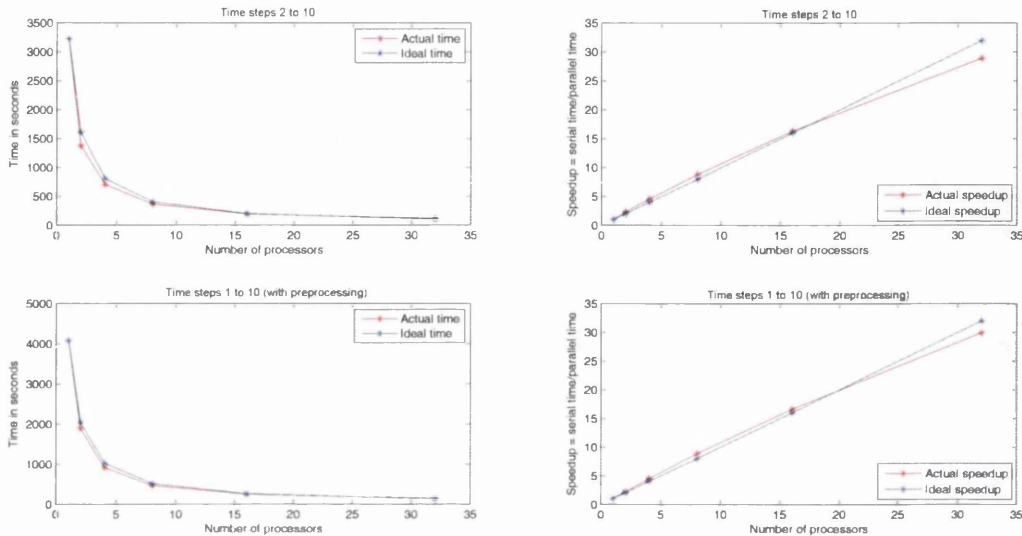 Time steps 2 to 10
3500
3000
2500
2000
1500
1000
500
0
Time in seconds
0 5 10 15 20 25 30 35
Number of processors
Actual time
Ideal time
Time steps 2 to 10
35
30
25
20
15
10
5
0
Speedup = serial time/parallel time
0 5 10 15 20 25 30 35
Number of processors
Actual speedup
Ideal speedup
Time steps 1 to 10 (with preprocessing)
5000
4000
3000
2000
1000
0
Time in seconds
0 5 10 15 20 25 30 35
Number of processors
Actual time
Ideal time
Time steps 1 to 10 (with preprocessing)
35
30
25
20
15
10
5
0
Speedup = serial time/parallel time
0 5 10 15 20 25 30 35
Number of processors
Actual speedup
Ideal speedup